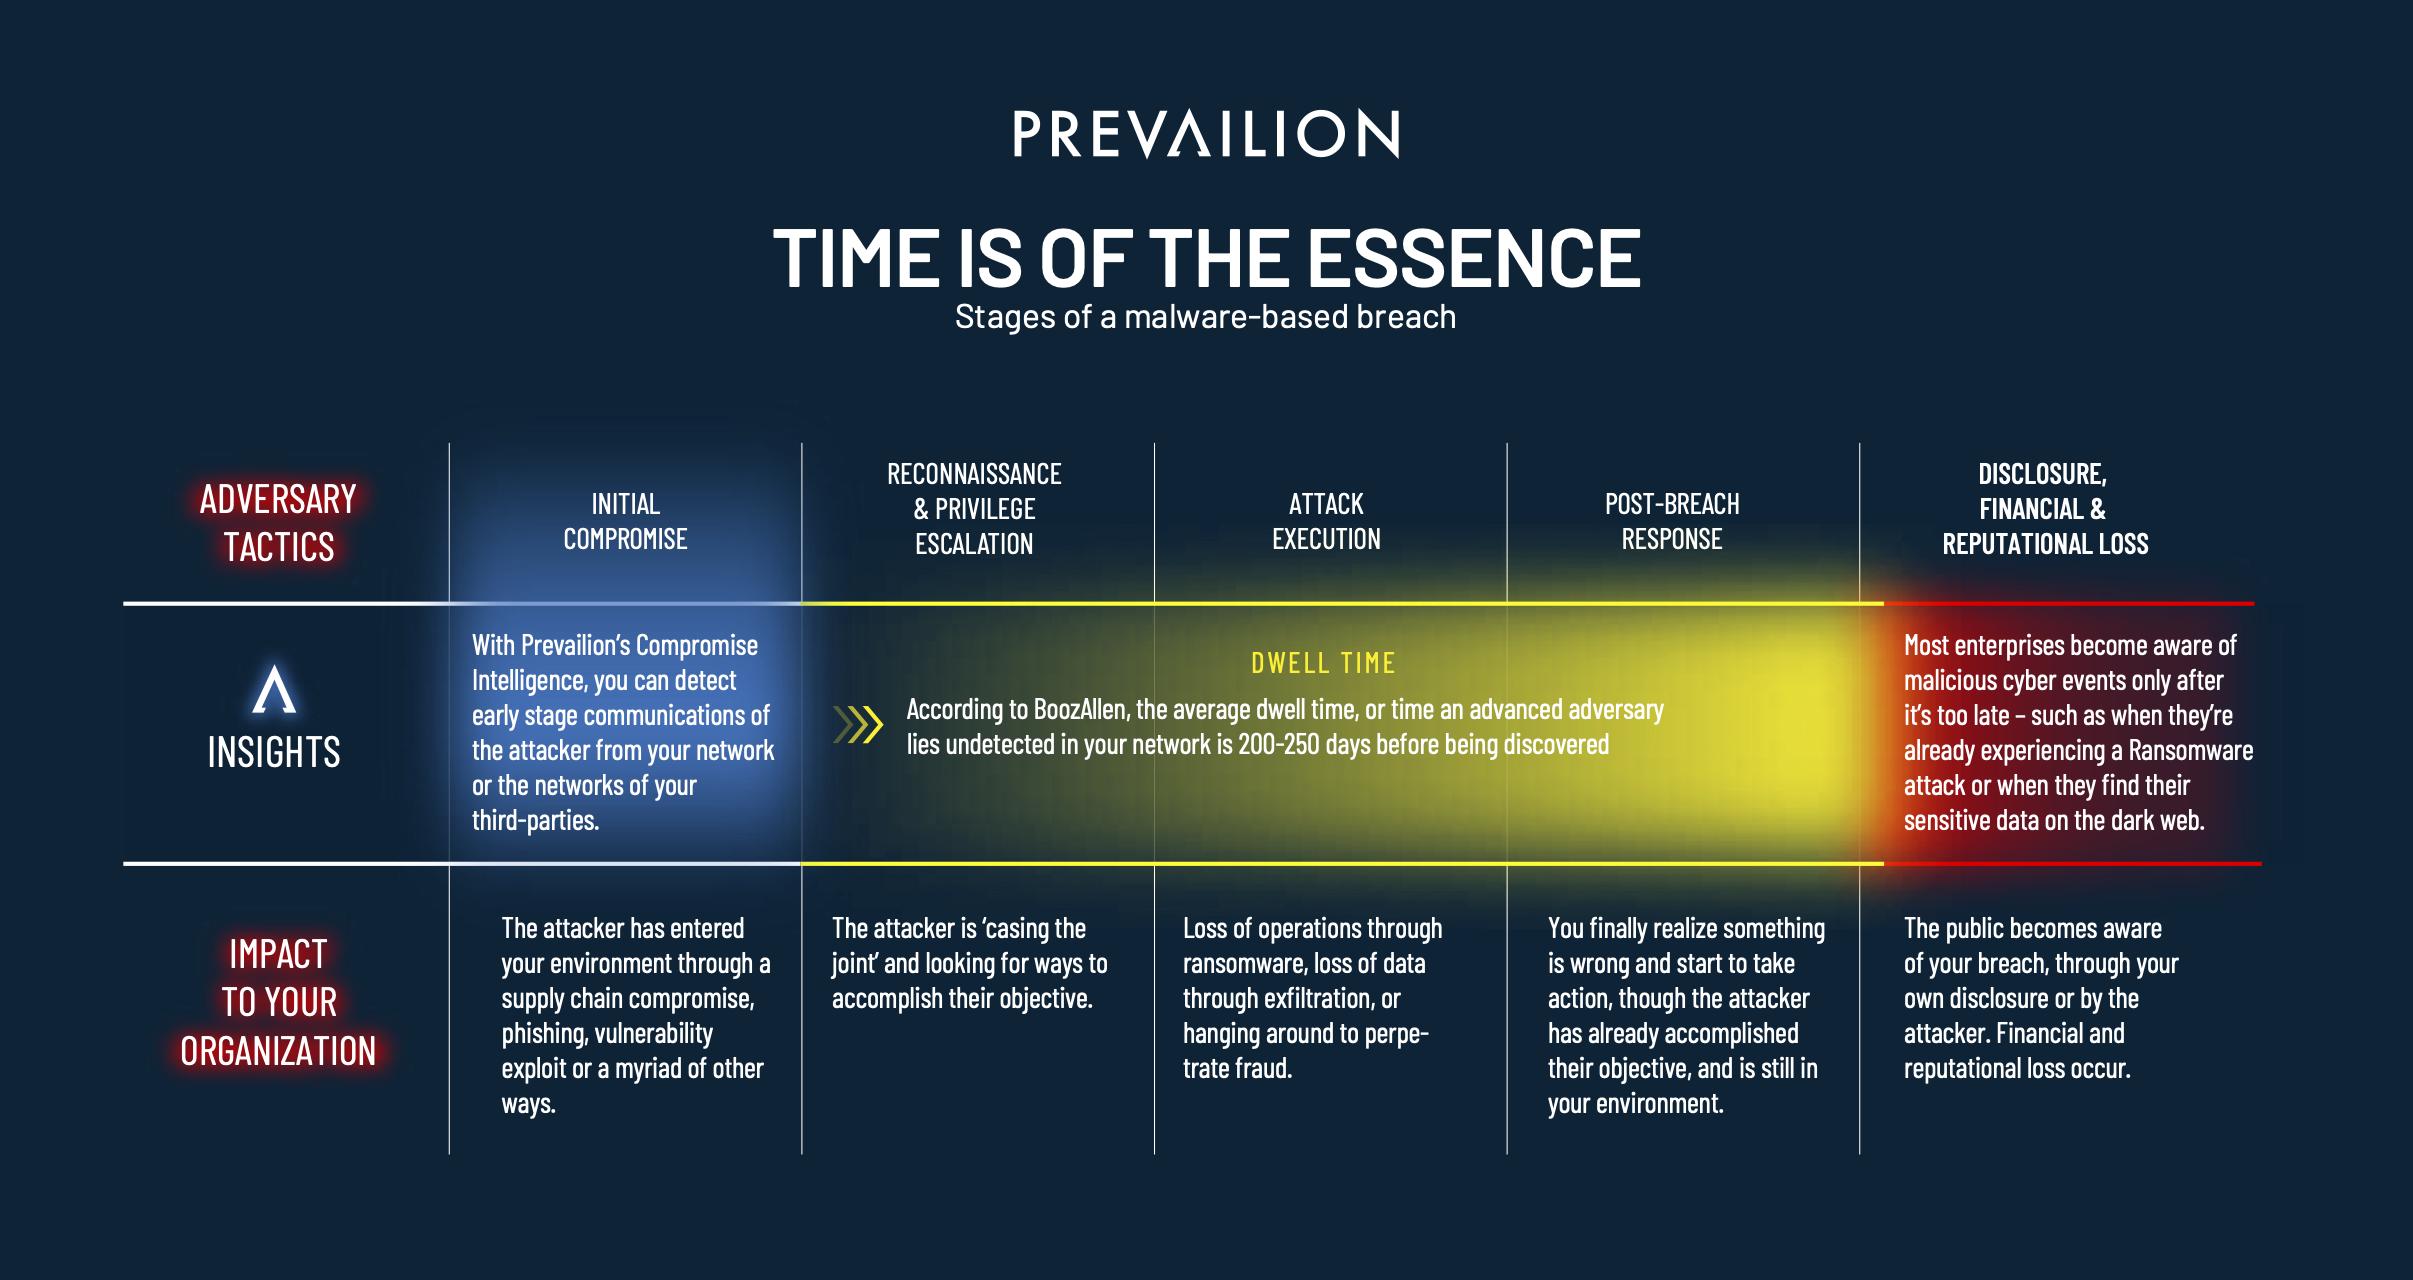 PREVAILION
TIME IS OF THE ESSENCE
Stages of a malware-based breach
ADVERSARY
TACTICS
INITIAL
COMPROMISE
RECONNAISSANCE
& PRIVILEGE
ESCALATION
ATTACK
EXECUTION
POST-BREACH
RESPONSE
DISCLOSURE,
FINANCIAL &
REPUTATIONAL LOSS
INSIGHTS
With Prevailion’s Compromise
Intelligence, you can detect
early stage communications of
the attacker from your network
or the networks of your
third-parties.
DWELL TIME
According to BoozAllen, the average dwell time, or time an advanced adversary
lies undetected in your network is 200-250 days before being discovered
Most enterprises become aware of
malicious cyber events only after
it’s too late – such as when they’re
already experiencing a Ransomware
attack or when they find their
sensitive data on the dark web.
IMPACT
TO YOUR
ORGANIZATION
The attacker has entered
your environment through a
supply chain compromise,
phishing, vulnerability
exploit or a myriad of other
ways.
The attacker is ‘casing the
joint’ and looking for ways to
accomplish their objective.
Loss of operations through
ransomware, loss of data
through exfiltration, or
hanging around to perpe-
trate fraud.
You finally realize something
is wrong and start to take
action, though the attacker
has already accomplished
their objective, and is still in
your environment.
The public becomes aware
of your breach, through your
own disclosure or by the
attacker. Financial and
reputational loss occur.